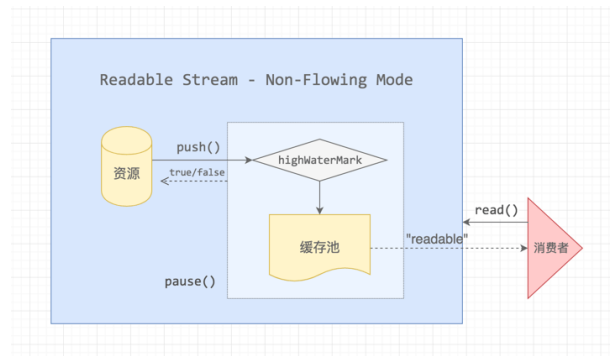 Readable Stream - Non-Flowing Mode
push()
highWaterMark
资源
true/false
read()
缓存池
"readable"
消费者
pause()